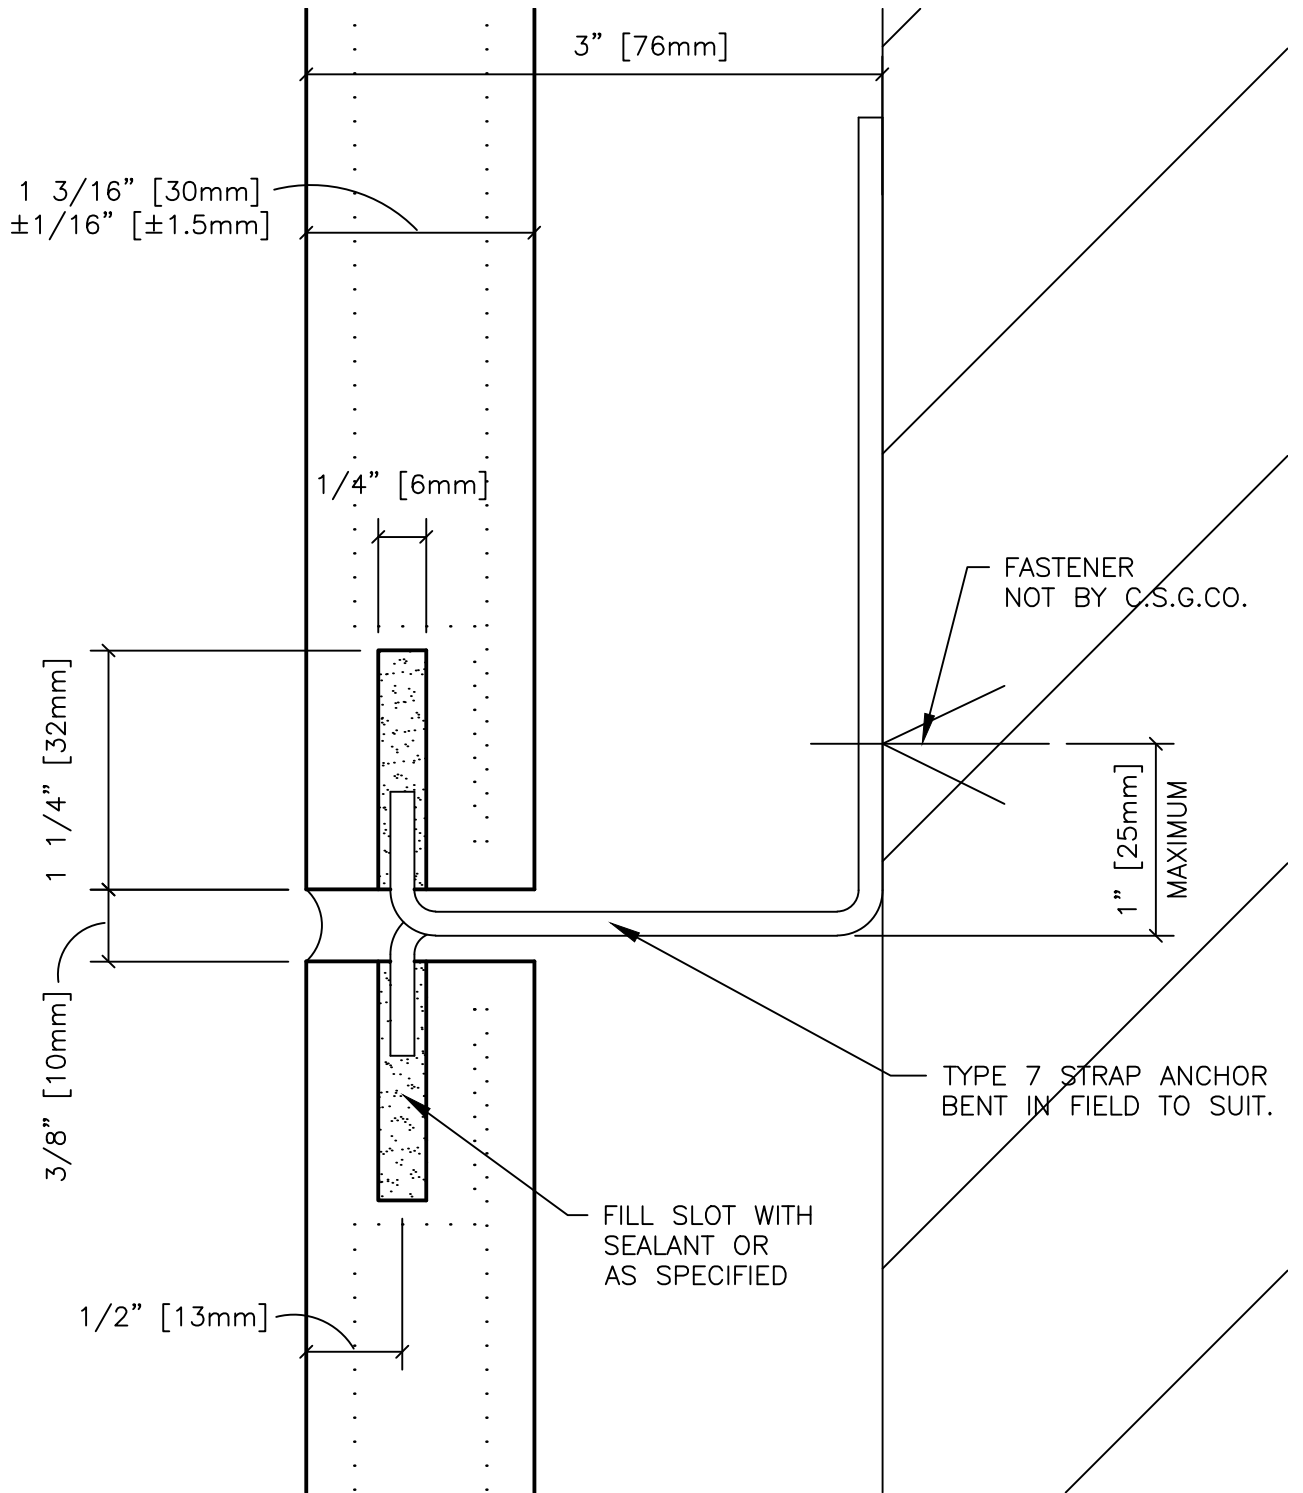 3” [76mm]
1 3/16” [30mm]
±1/16” [±1.5mm]
1/4” [6mm]
FASTENER
NOT BY C.S.G.CO.
1 1/4” [32mm]
1” [25mm]
MAXIMUM
3/8” [10mm]
TYPE 7 STRAP ANCHOR
BENT IN FIELD TO SUIT.
FILL SLOT WITH
SEALANT OR
AS SPECIFIED
1/2” [13mm]